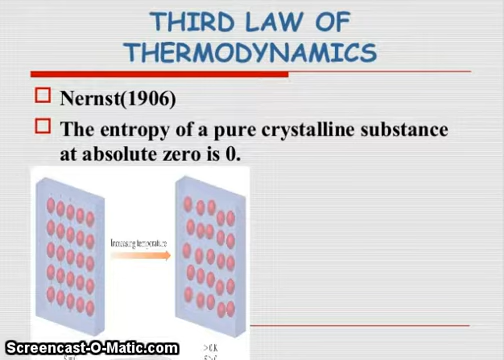 THIRD LAW OF
THERMODYNAMICS
Nernst(1906)
The entropy of a pure crystalline substance
at absolute zero is 0.
Increasing temperature
>0 K
Screencast-O-Matic.com